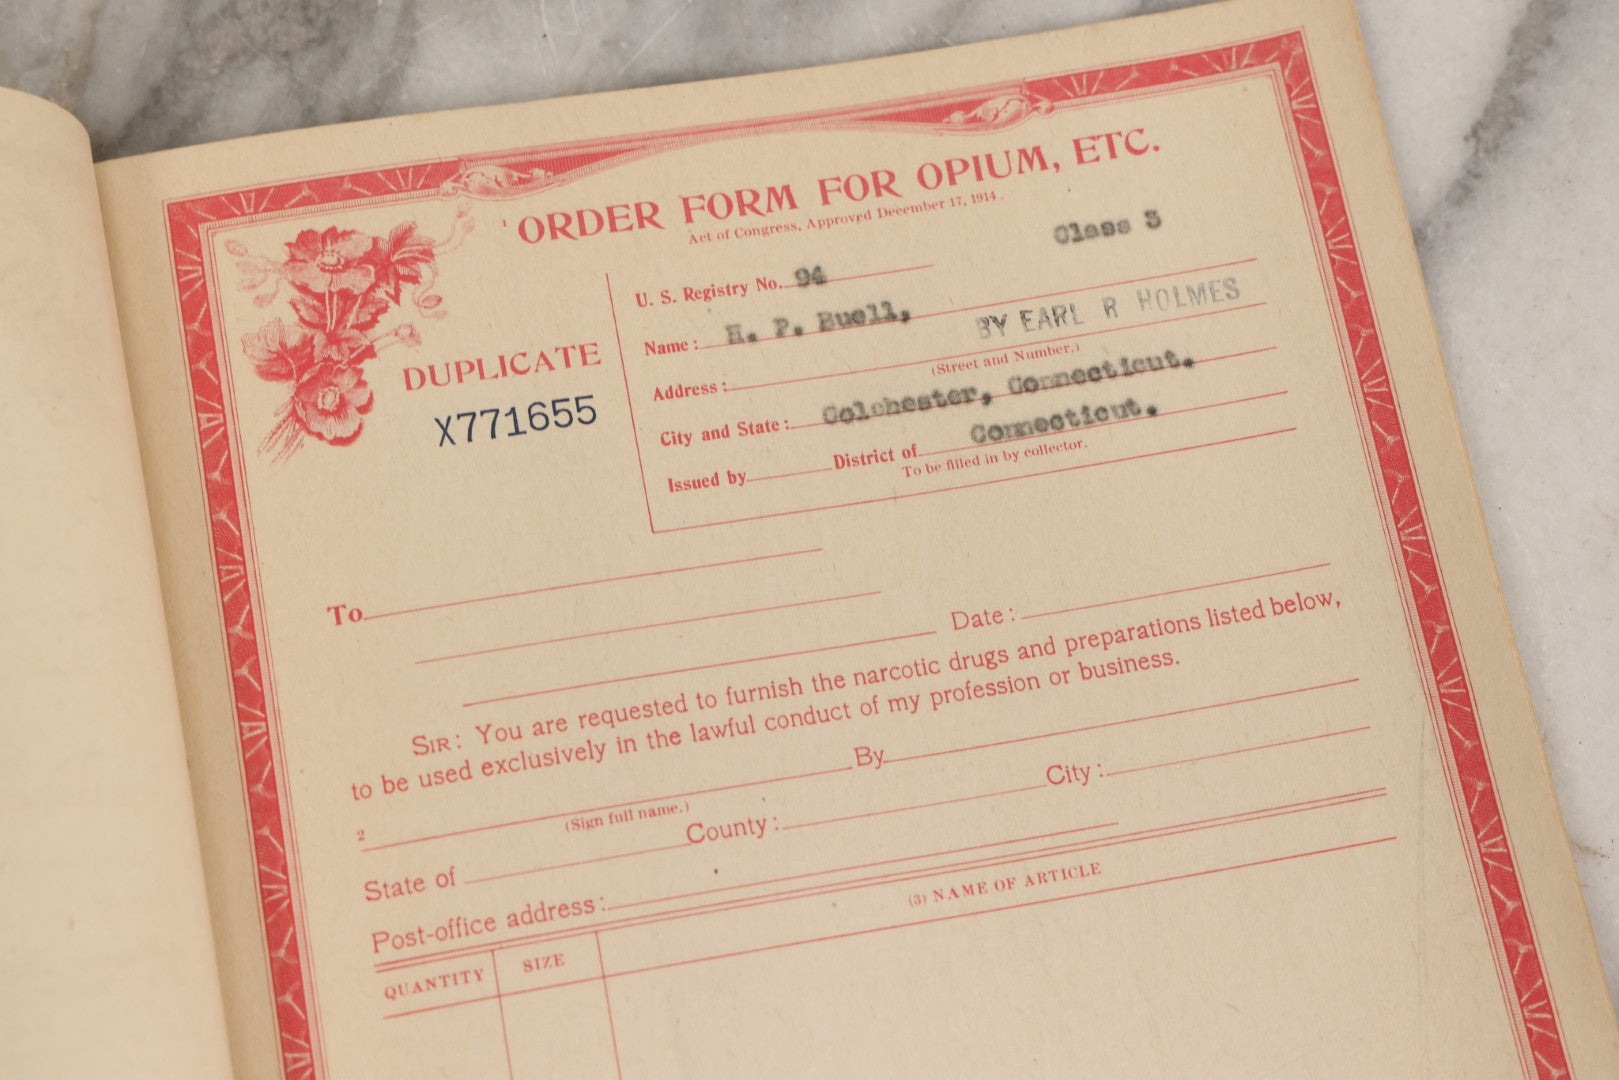 ORDER FORM FOR OPIUM, ETC.
Act of Congress, Approved December 17, 1914.
Class 3
U. S. Registry No. 94
Name: H. P. Buell,
BY EARL R HOLMES
Address:
(Street and Number.)
City and State: Colchester, Connecticut.
Issued by District of Connecticut.
To be filled in by collector.
DUPLICATE
X771655
To
Date:
SIR: You are requested to furnish the narcotic drugs and preparations listed below,
to be used exclusively in the lawful conduct of my profession or business.
2 By
(Sign full name.)
State of County: City:
Post-office address:
QUANTITY SIZE (3) NAME OF ARTICLE